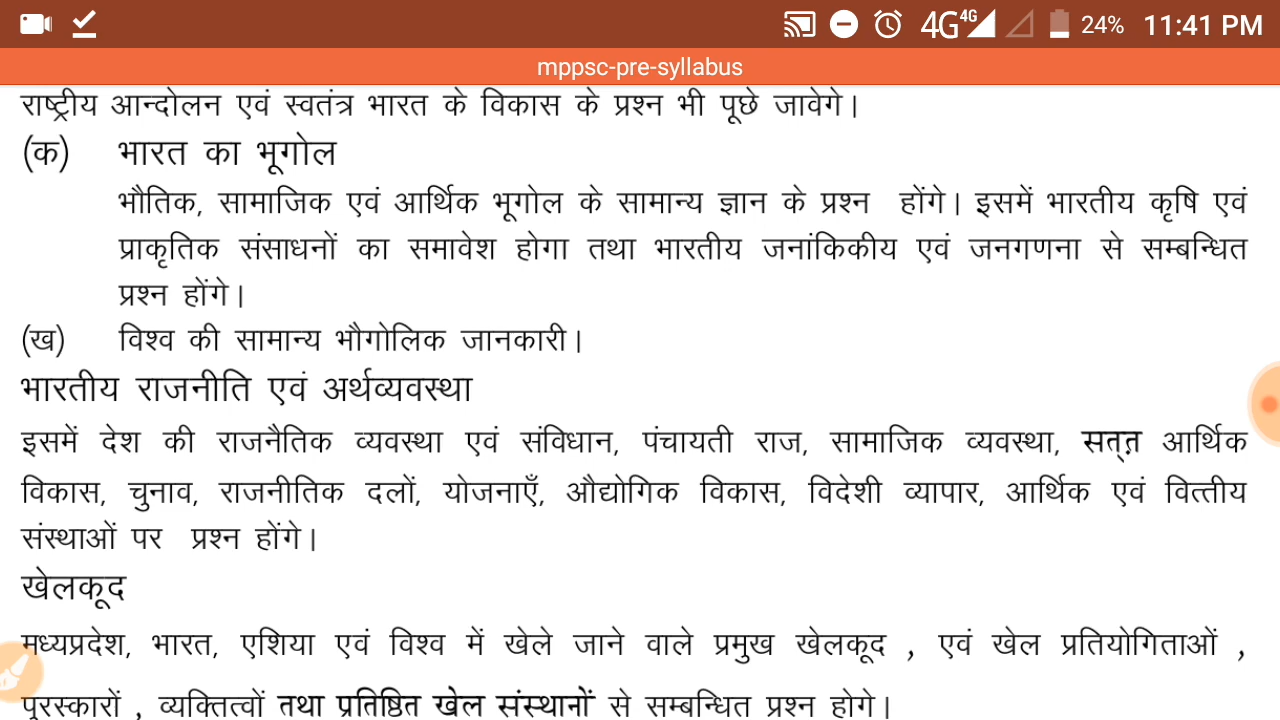 4G 4G 24% 11:41 PM
mppsc-pre-syllabus
राष्ट्रीय आन्दोलन एवं स्वतंत्र भारत के विकास के प्रश्न भी पूछे जावेगे।
(क) भारत का भूगोल
भौतिक, सामाजिक एवं आर्थिक भूगोल के सामान्य ज्ञान के प्रश्न होंगे। इसमें भारतीय कृषि एवं
प्राकृतिक संसाधनों का समावेश होगा तथा भारतीय जनांकिकीय एवं जनगणना से सम्बन्धित
प्रश्न होंगे।
(ख) विश्व की सामान्य भौगोलिक जानकारी।
भारतीय राजनीति एवं अर्थव्यवस्था
इसमें देश की राजनैतिक व्यवस्था एवं संविधान, पंचायती राज, सामाजिक व्यवस्था, सत्त़ आर्थिक
विकास, चुनाव, राजनीतिक दलों, योजनाएँ, औद्योगिक विकास, विदेशी व्यापार, आर्थिक एवं वित्तीय
संस्थाओं पर प्रश्न होंगे।
खेलकूद
मध्यप्रदेश, भारत, एशिया एवं विश्व में खेले जाने वाले प्रमुख खेलकूद , एवं खेल प्रतियोगिताओं ,
पुरस्कारों , व्यक्तित्वों तथा प्रतिष्ठित खेल संस्थानों से सम्बन्धित प्रश्न होगे।